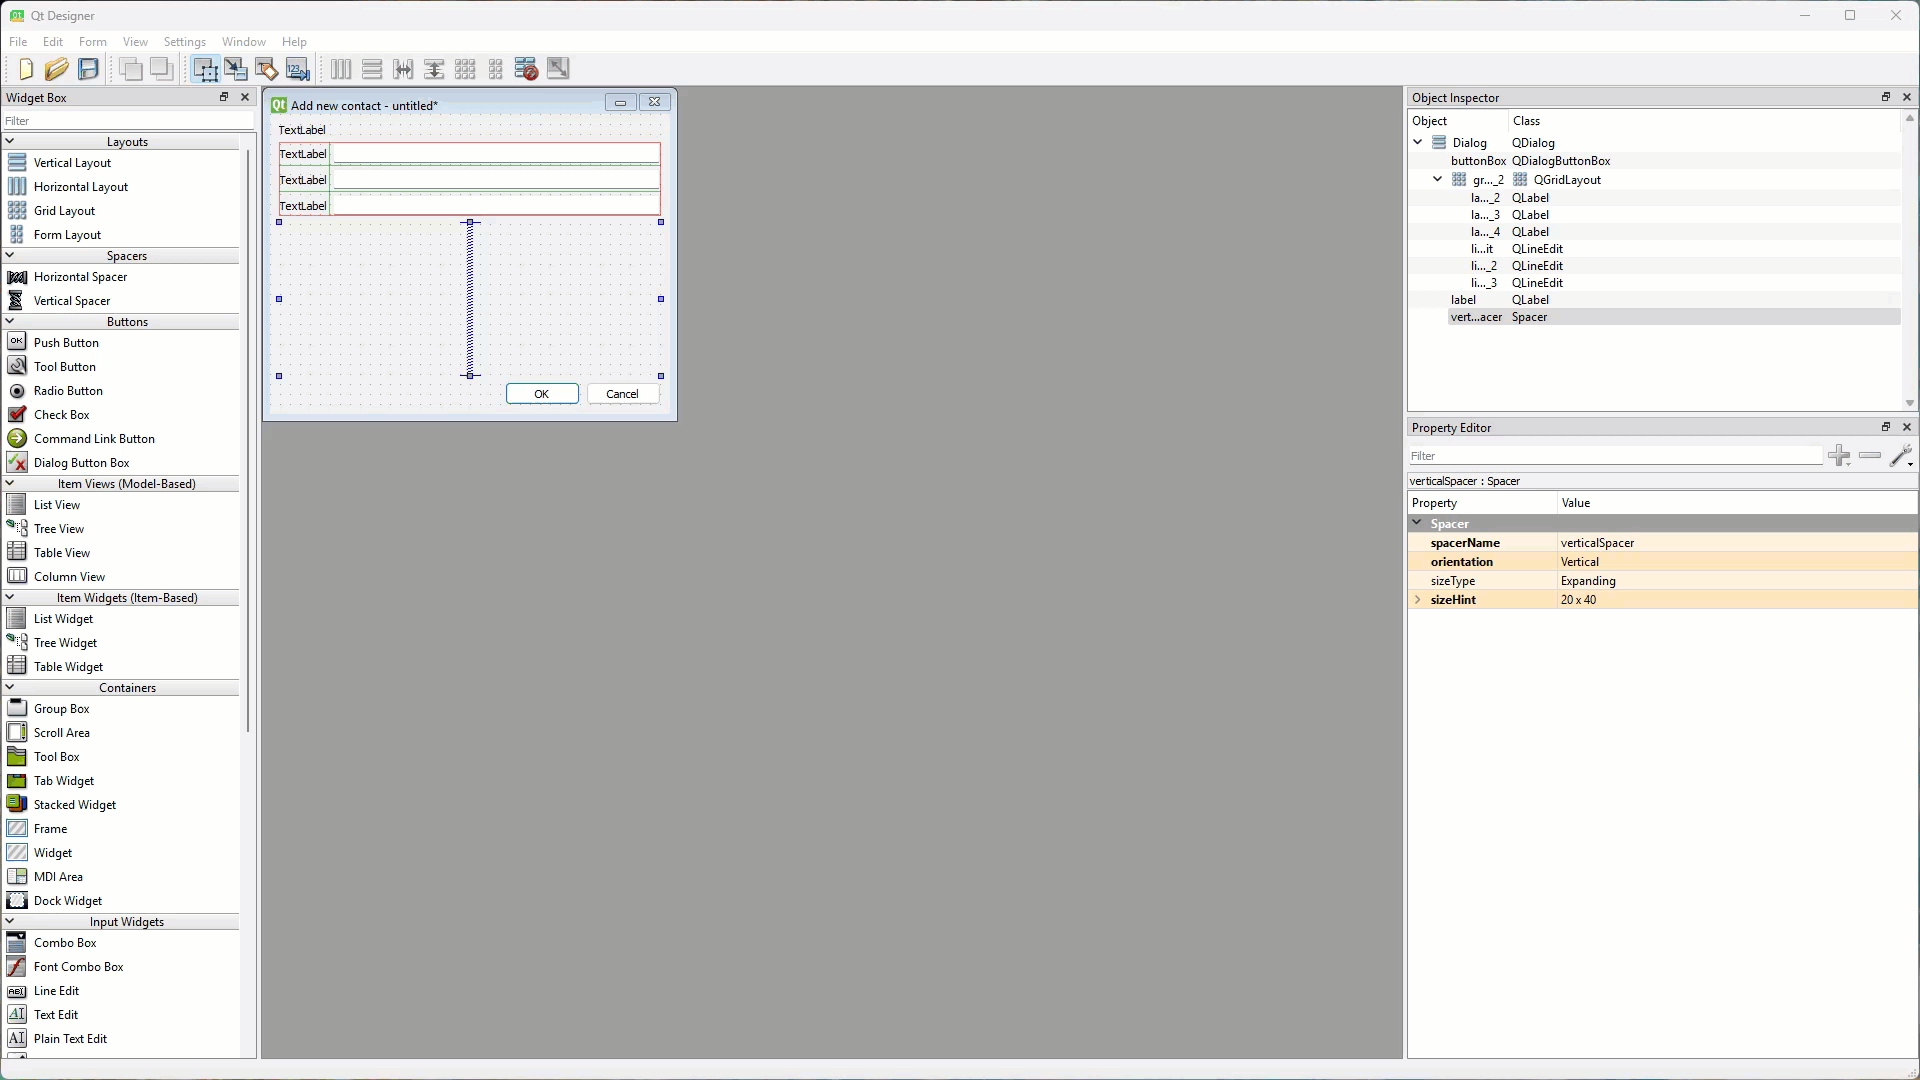 Qt Designer
File Edit Form View Settings Window Help
Widget Box
Filter
Layouts
Vertical Layout
Horizontal Layout
Grid Layout
Form Layout
Spacers
Horizontal Spacer
Vertical Spacer
Buttons
OK Push Button
Tool Button
Radio Button
Check Box
Command Link Button
Dialog Button Box
Item Views (Model-Based)
List View
Tree View
Table View
Column View
Item Widgets (Item-Based)
List Widget
Tree Widget
Table Widget
Containers
Group Box
Scroll Area
Tool Box
Tab Widget
Stacked Widget
Frame
Widget
MDI Area
Dock Widget
Input Widgets
Combo Box
Font Combo Box
Line Edit
Text Edit
Plain Text Edit
Qt Add new contact - untitled*
TextLabel
TextLabel
TextLabel
TextLabel
OK Cancel
Object Inspector
Object Class
Dialog QDialog
buttonBox QDialogButtonBox
gr..._2 QGridLayout
la..._2 QLabel
la..._3 QLabel
la..._4 QLabel
li...it QLineEdit
li..._2 QLineEdit
li..._3 QLineEdit
label QLabel
vert...acer Spacer
Property Editor
Filter
verticalSpacer : Spacer
Property Value
Spacer
spacerName verticalSpacer
orientation Vertical
sizeType Expanding
sizeHint 20 x 40